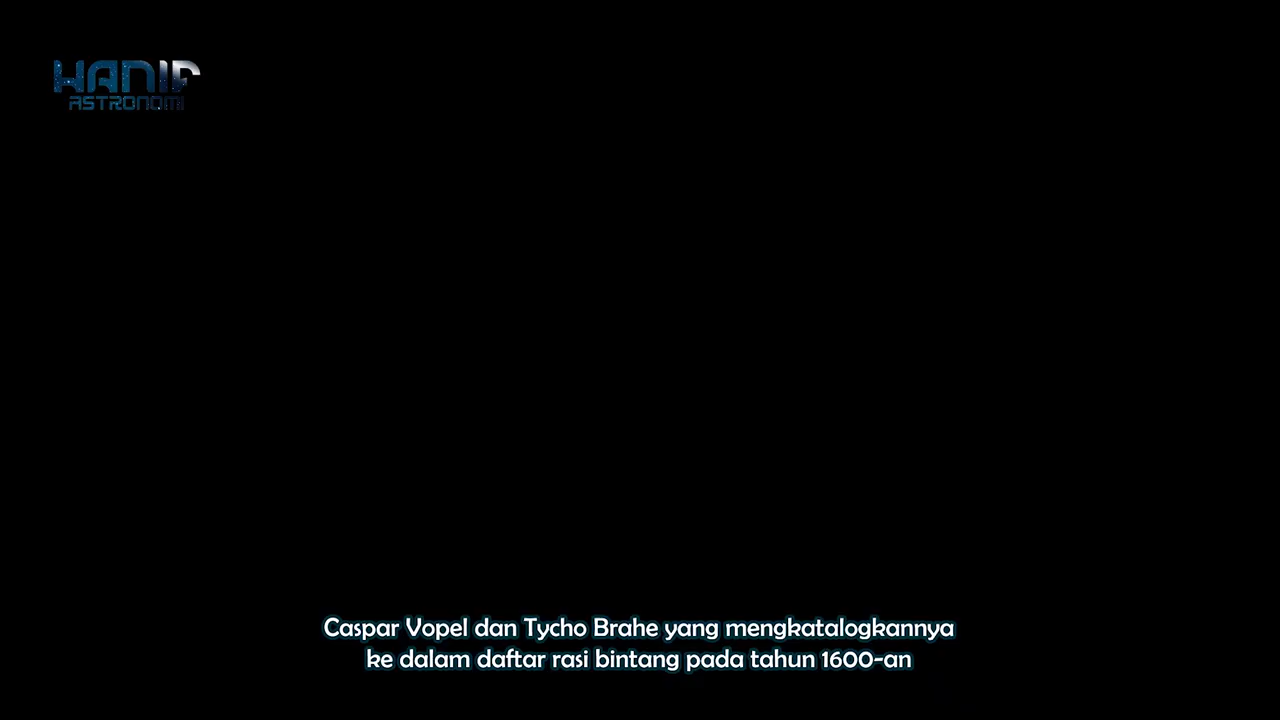 HANIF
ASTRONOMI
Caspar Vopel dan Tycho Brahe yang mengkatalogkannya
ke dalam daftar rasi bintang pada tahun 1600-an